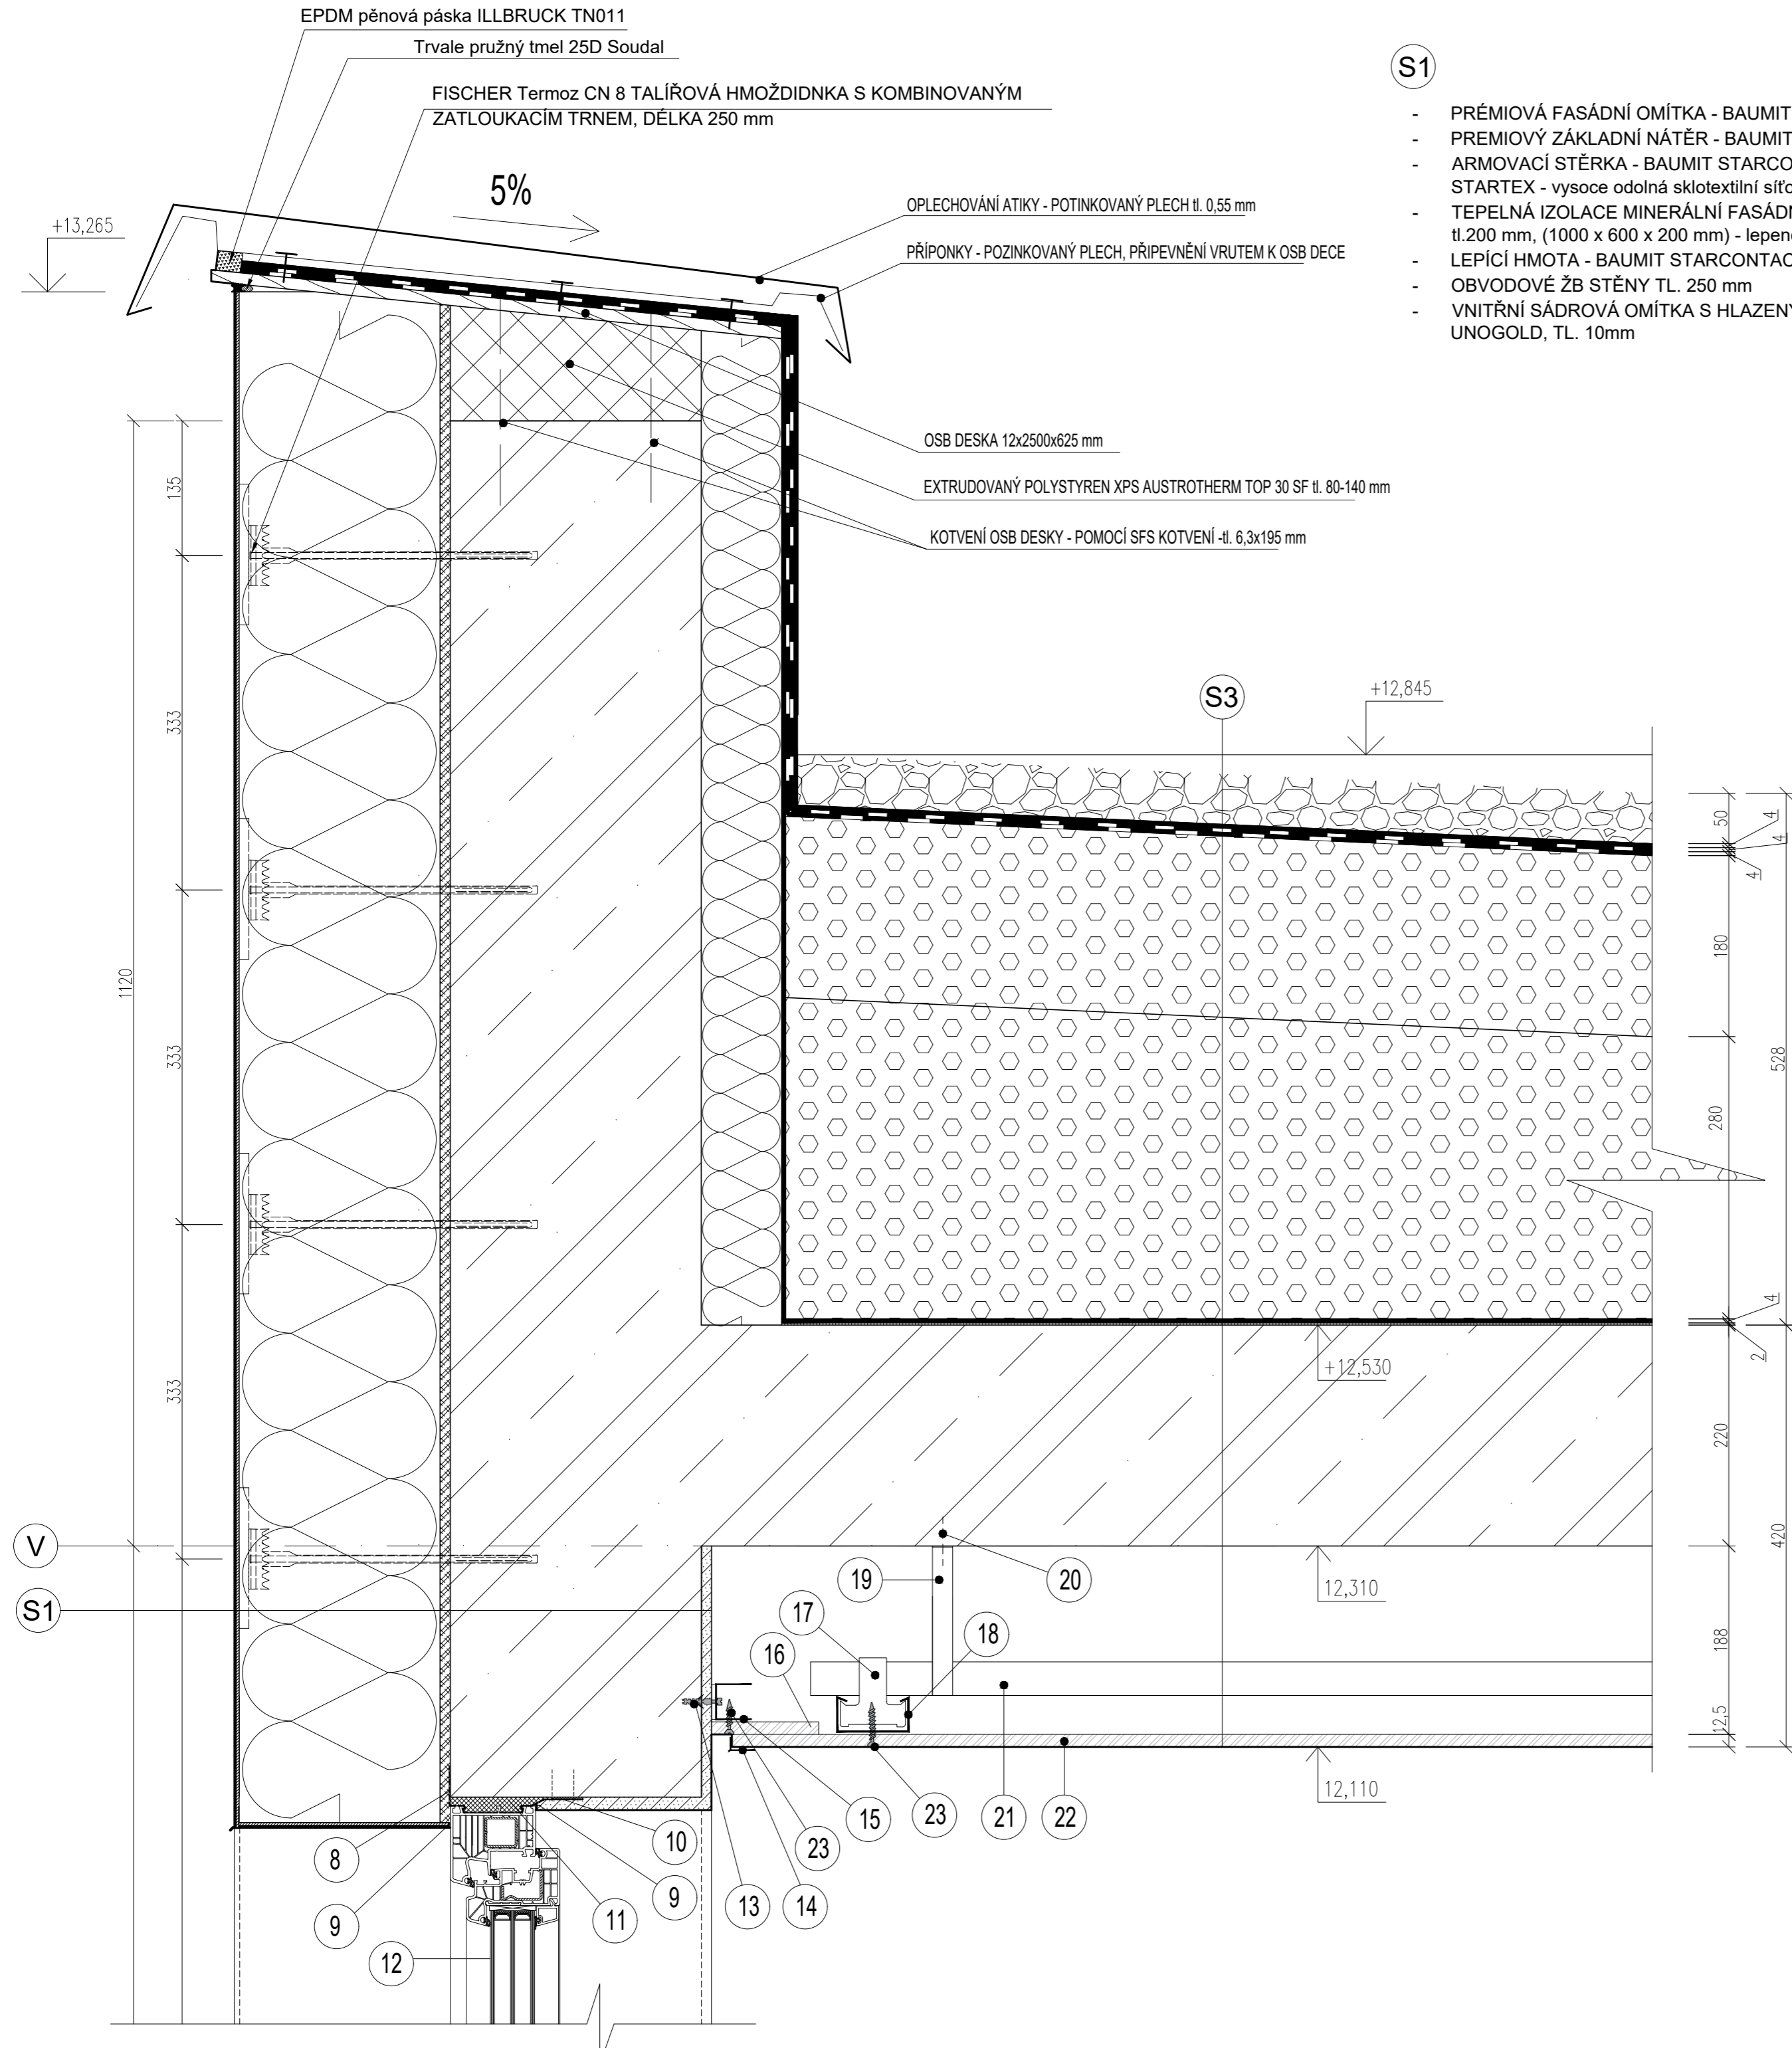 EPDM pěnová páska ILLBRUCK TN011
Trvale pružný tmel 25D Soudal
FISCHER Termoz CN 8 TALÍŘOVÁ HMOŽDIDNKA S KOMBINOVANÝM
ZATLOUKACÍM TRNEM, DÉLKA 250 mm
5%
+13,265
OPLECHOVÁNÍ ATIKY - POTINKOVANÝ PLECH tl. 0,55 mm
PŘÍPONKY - POZINKOVANÝ PLECH, PŘIPEVNĚNÍ VRUTEM K OSB DECE
OSB DESKA 12x2500x625 mm
EXTRUDOVANÝ POLYSTYREN XPS AUSTROTHERM TOP 30 SF tl. 80-140 mm
KOTVENÍ OSB DESKY - POMOCÍ SFS KOTVENÍ -tl. 6,3x195 mm
S1
- PRÉMIOVÁ FASÁDNÍ OMÍTKA - BAUMIT
- PREMIOVÝ ZÁKLADNÍ NÁTĚR - BAUMIT
- ARMOVACÍ STĚRKA - BAUMIT STARCO
STARTEX - vysoce odolná sklotextilní síťo
- TEPELNÁ IZOLACE MINERÁLNÍ FASÁDN
tl.200 mm, (1000 x 600 x 200 mm) - lepen
- LEPÍCÍ HMOTA - BAUMIT STARCONTAC
- OBVODOVÉ ŽB STĚNY TL. 250 mm
- VNITŘNÍ SÁDROVÁ OMÍTKA S HLAZENÝ
UNOGOLD, TL. 10mm
S3
+12,845
135
333
333
333
1120
50
4
4
4
180
280
528
4
2
+12,530
220
420
12,310
188
12,5
12,110
V
S1
19
20
17
18
16
8
9
12
11
9
10
13
23
14
15
23
21
22